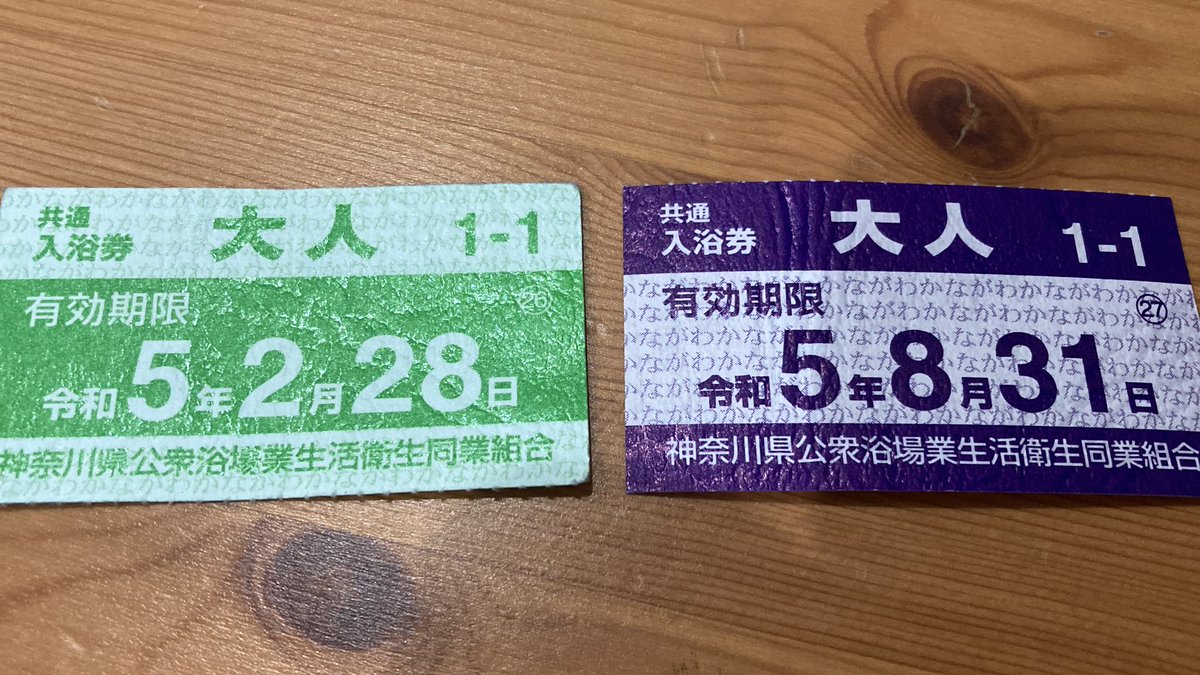 共通
入浴券 大人 1-1
有効期限 ㉖
令和5年2月28日
神奈川県公衆浴場業生活衛生同業組合
共通
入浴券 大人 1-1
有効期限 ㉗
令和5年8月31日
神奈川県公衆浴場業生活衛生同業組合